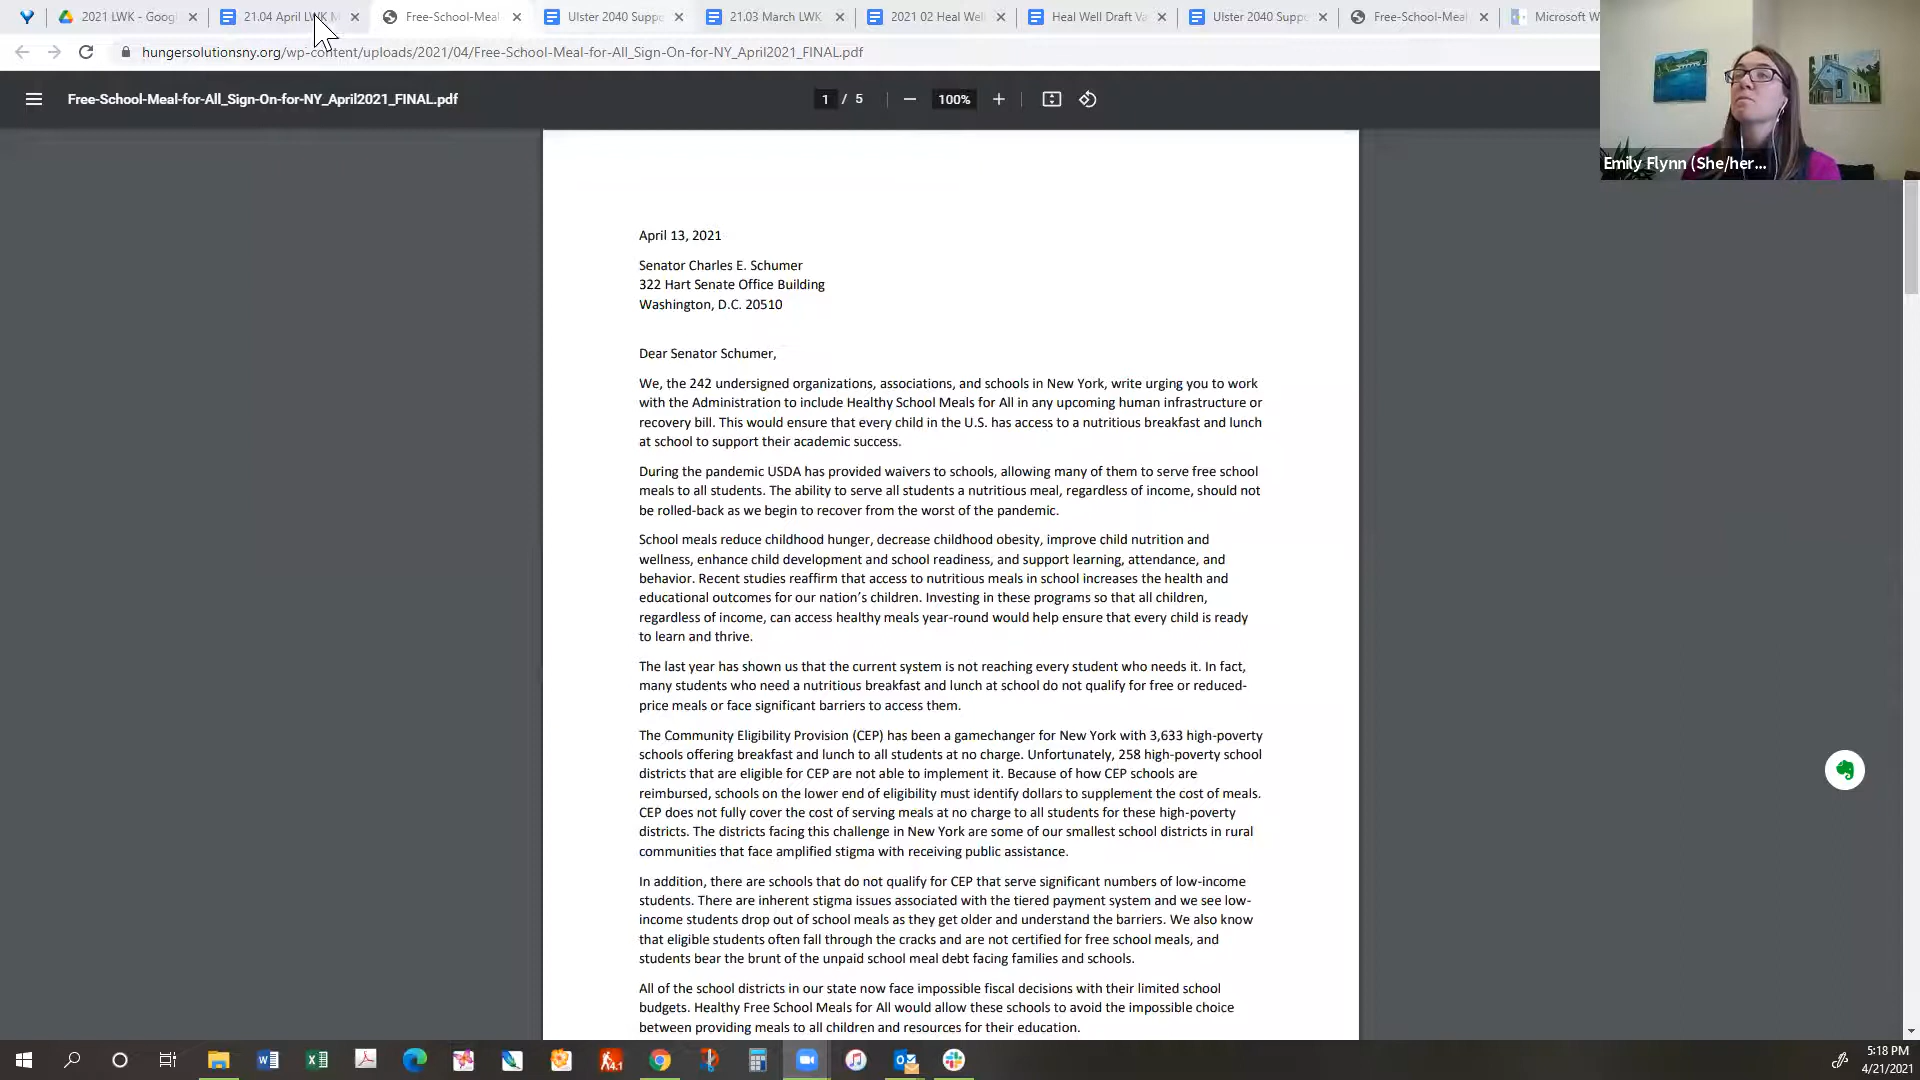 2021 LWK - Googl
21.04 April LWK M
Free-School-Meal
Ulster 2040 Suppo
21.03 March LWK
2021 02 Heal Well
Heal Well Draft Va
Ulster 2040 Suppo
Free-School-Meal
Microsoft W
hungersolutionsny.org/wp-content/uploads/2021/04/Free-School-Meal-for-All_Sign-On-for-NY_April2021_FINAL.pdf
Free-School-Meal-for-All_Sign-On-for-NY_April2021_FINAL.pdf
1 / 5
100%
Emily Flynn (She/her...
April 13, 2021
Senator Charles E. Schumer
322 Hart Senate Office Building
Washington, D.C. 20510
Dear Senator Schumer,
We, the 242 undersigned organizations, associations, and schools in New York, write urging you to work
with the Administration to include Healthy School Meals for All in any upcoming human infrastructure or
recovery bill. This would ensure that every child in the U.S. has access to a nutritious breakfast and lunch
at school to support their academic success.
During the pandemic USDA has provided waivers to schools, allowing many of them to serve free school
meals to all students. The ability to serve all students a nutritious meal, regardless of income, should not
be rolled-back as we begin to recover from the worst of the pandemic.
School meals reduce childhood hunger, decrease childhood obesity, improve child nutrition and
wellness, enhance child development and school readiness, and support learning, attendance, and
behavior. Recent studies reaffirm that access to nutritious meals in school increases the health and
educational outcomes for our nation's children. Investing in these programs so that all children,
regardless of income, can access healthy meals year-round would help ensure that every child is ready
to learn and thrive.
The last year has shown us that the current system is not reaching every student who needs it. In fact,
many students who need a nutritious breakfast and lunch at school do not qualify for free or reduced-
price meals or face significant barriers to access them.
The Community Eligibility Provision (CEP) has been a gamechanger for New York with 3,633 high-poverty
schools offering breakfast and lunch to all students at no charge. Unfortunately, 258 high-poverty school
districts that are eligible for CEP are not able to implement it. Because of how CEP schools are
reimbursed, schools on the lower end of eligibility must identify dollars to supplement the cost of meals.
CEP does not fully cover the cost of serving meals at no charge to all students for these high-poverty
districts. The districts facing this challenge in New York are some of our smallest school districts in rural
communities that face amplified stigma with receiving public assistance.
In addition, there are schools that do not qualify for CEP that serve significant numbers of low-income
students. There are inherent stigma issues associated with the tiered payment system and we see low-
income students drop out of school meals as they get older and understand the barriers. We also know
that eligible students often fall through the cracks and are not certified for free school meals, and
students bear the brunt of the unpaid school meal debt facing families and schools.
All of the school districts in our state now face impossible fiscal decisions with their limited school
budgets. Healthy Free School Meals for All would allow these schools to avoid the impossible choice
between providing meals to all children and resources for their education.
4.1
5:18 PM
4/21/2021